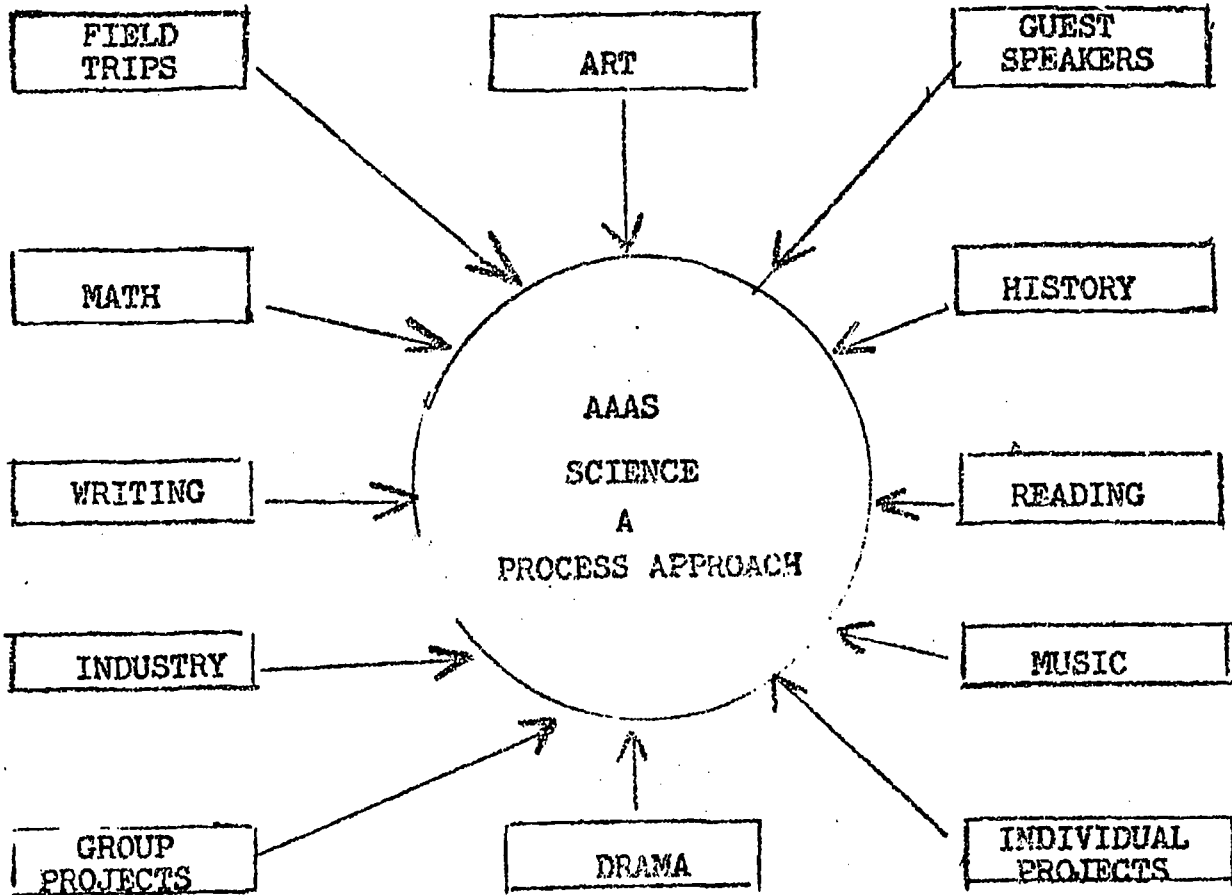 FIELD
TRIPS
ART
GUEST
SPEAKERS
MATH
HISTORY
AAAS
SCIENCE
A
PROCESS APPROACH
WRITING
READING
INDUSTRY
MUSIC
GROUP
PROJECTS
DRAMA
INDIVIDUAL
PROJECTS